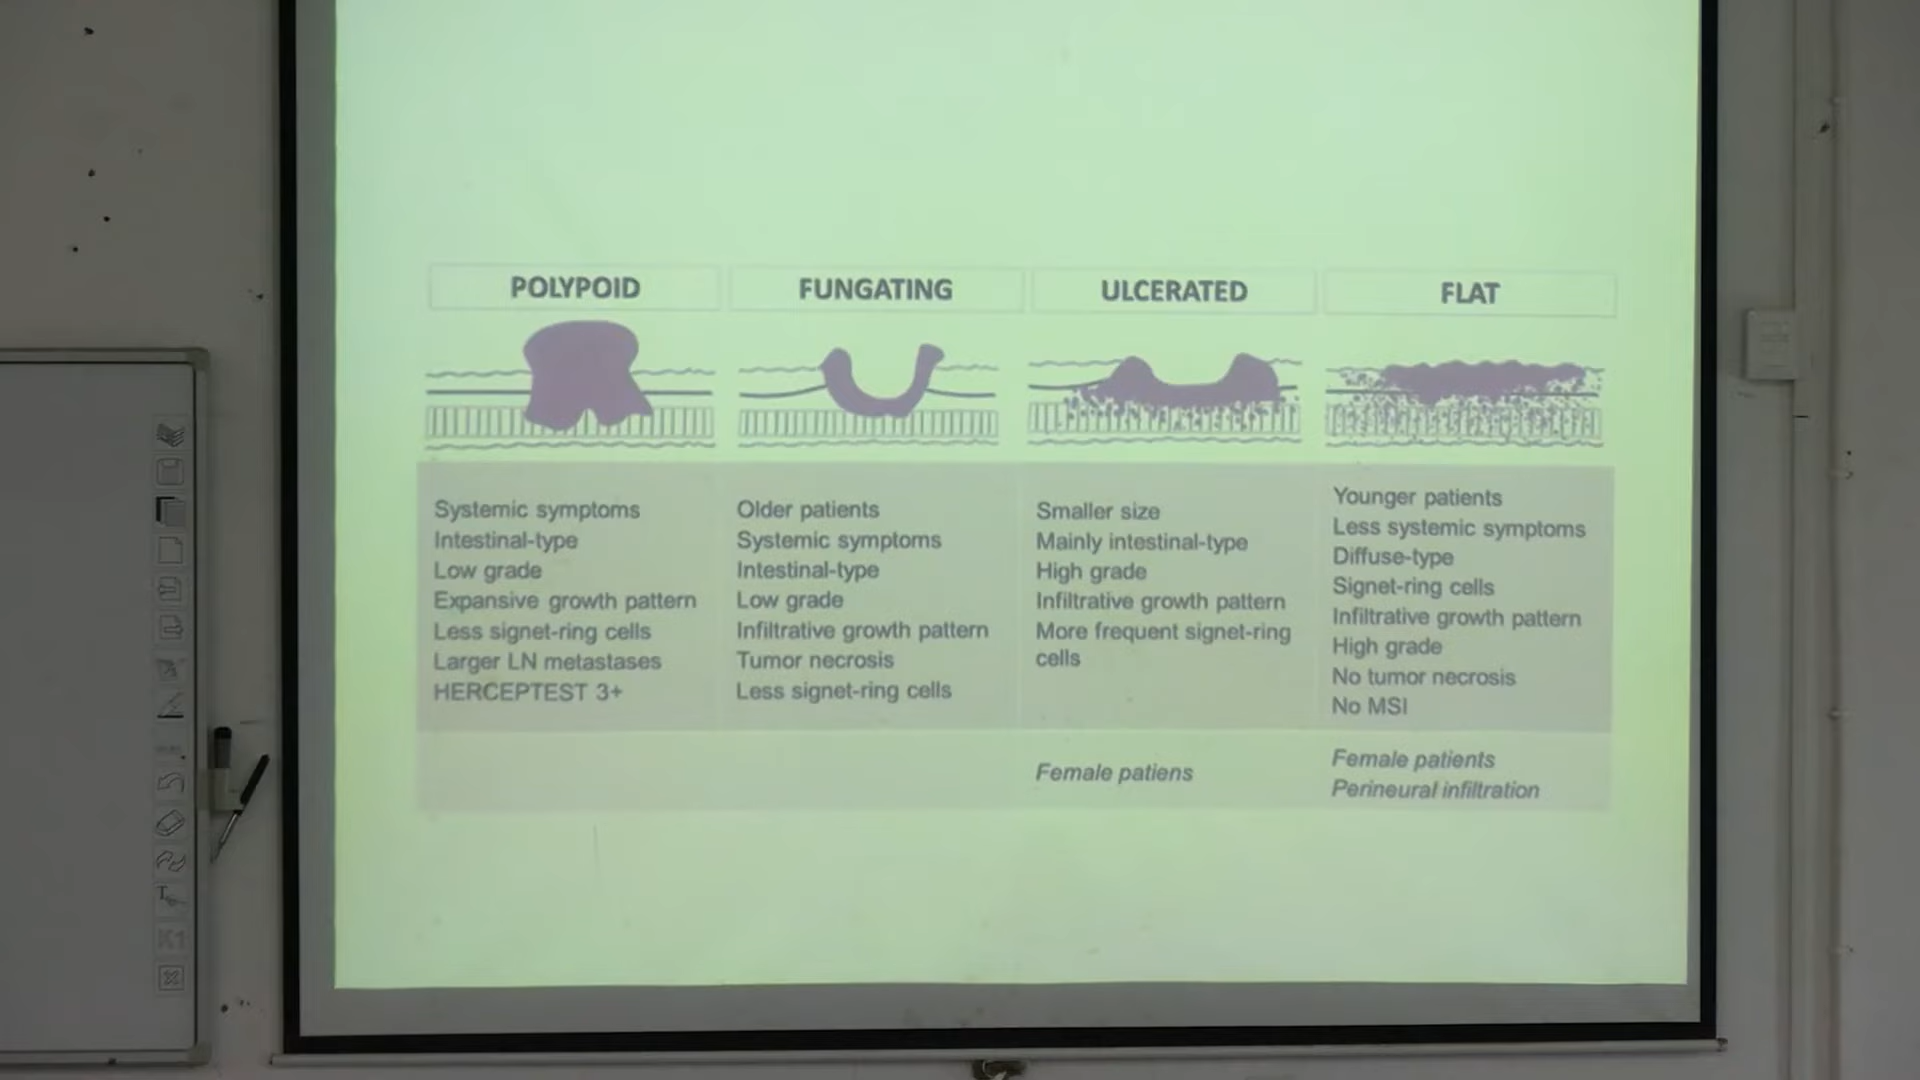 POLYPOID
FUNGATING
ULCERATED
FLAT
Systemic symptoms
Intestinal-type
Low grade
Expansive growth pattern
Less signet-ring cells
Larger LN metastases
HERCEPTEST 3+
Older patients
Systemic symptoms
Intestinal-type
Low grade
Infiltrative growth pattern
Tumor necrosis
Less signet-ring cells
Smaller size
Mainly intestinal-type
High grade
Infiltrative growth pattern
More frequent signet-ring
cells
Female patiens
Younger patients
Less systemic symptoms
Diffuse-type
Signet-ring cells
Infiltrative growth pattern
High grade
No tumor necrosis
No MSI
Female patients
Perineural infiltration
K1